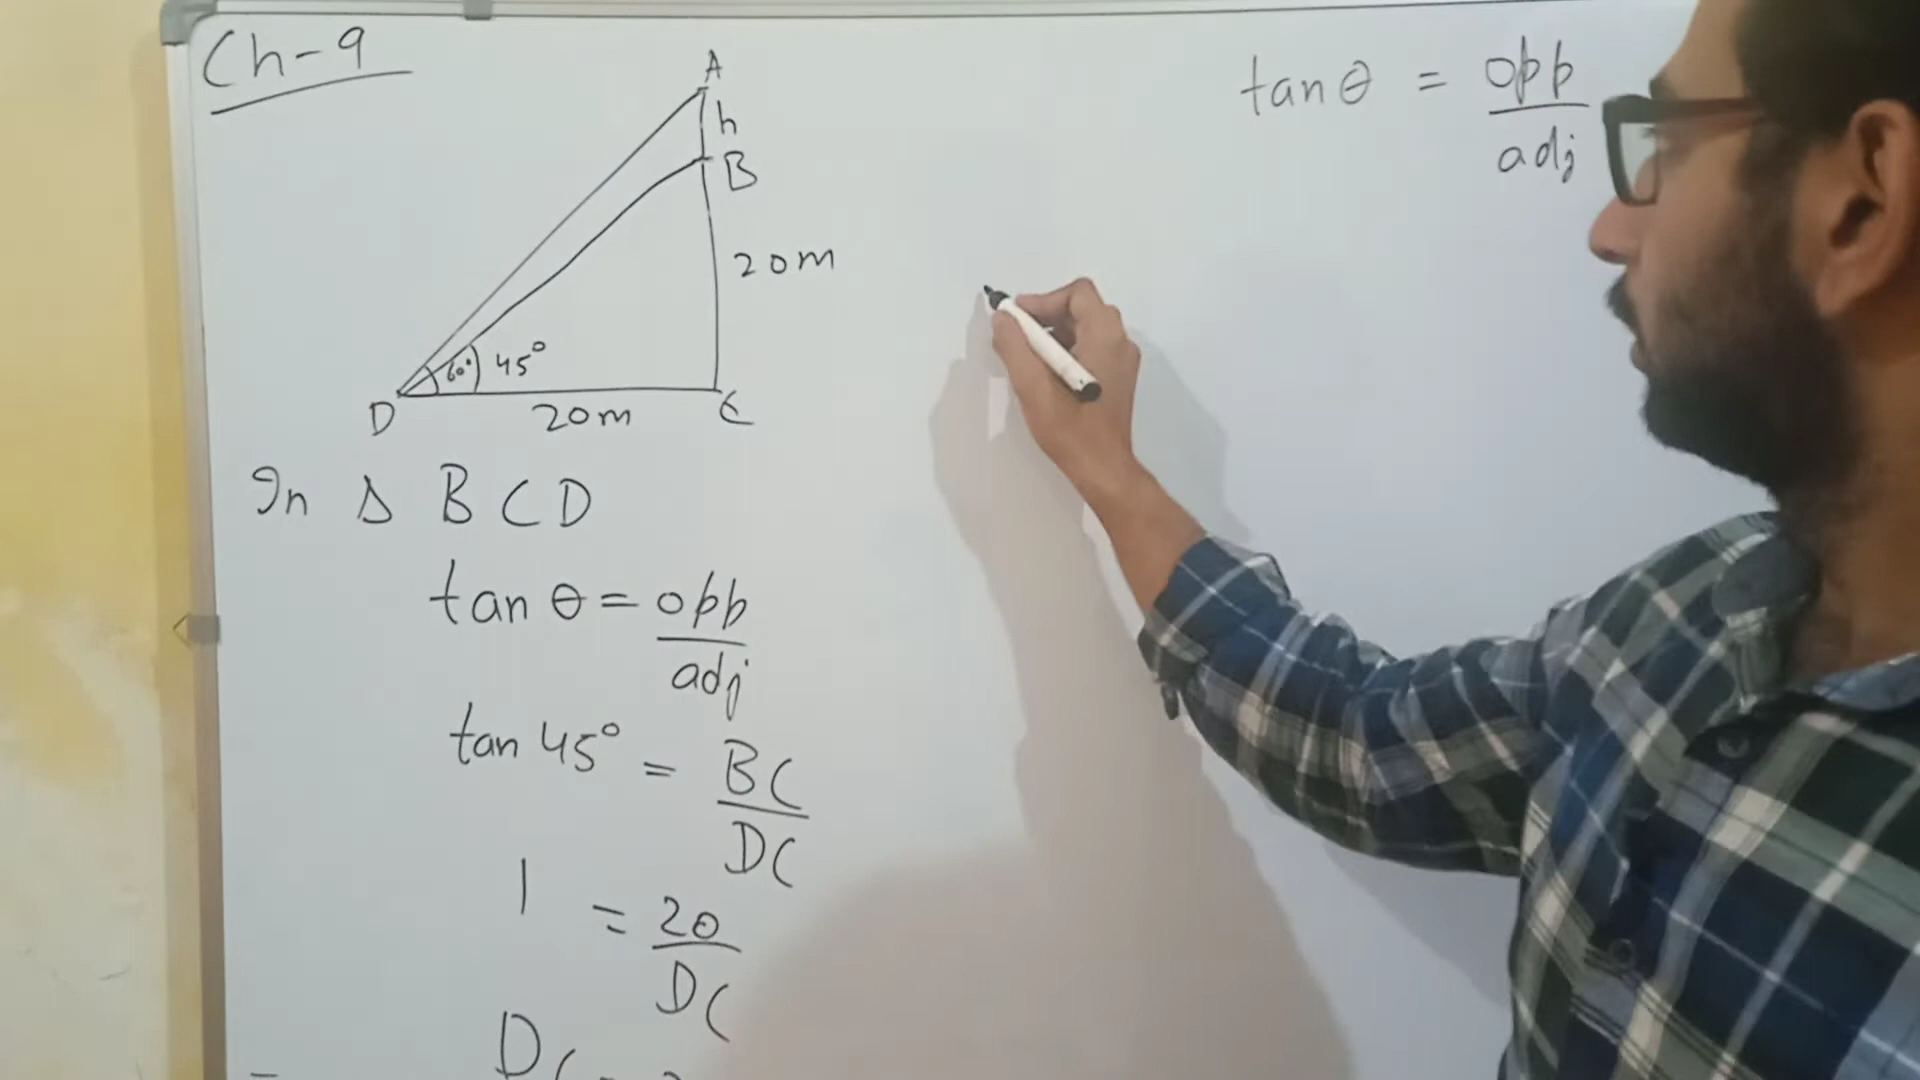 Ch-9
A
h
B
20m
60°
45°
D
20m
C
In Δ BCD
tan θ = opp
adj
tan 45° = BC
DC
1 = 20
DC
tan θ = opp
adj